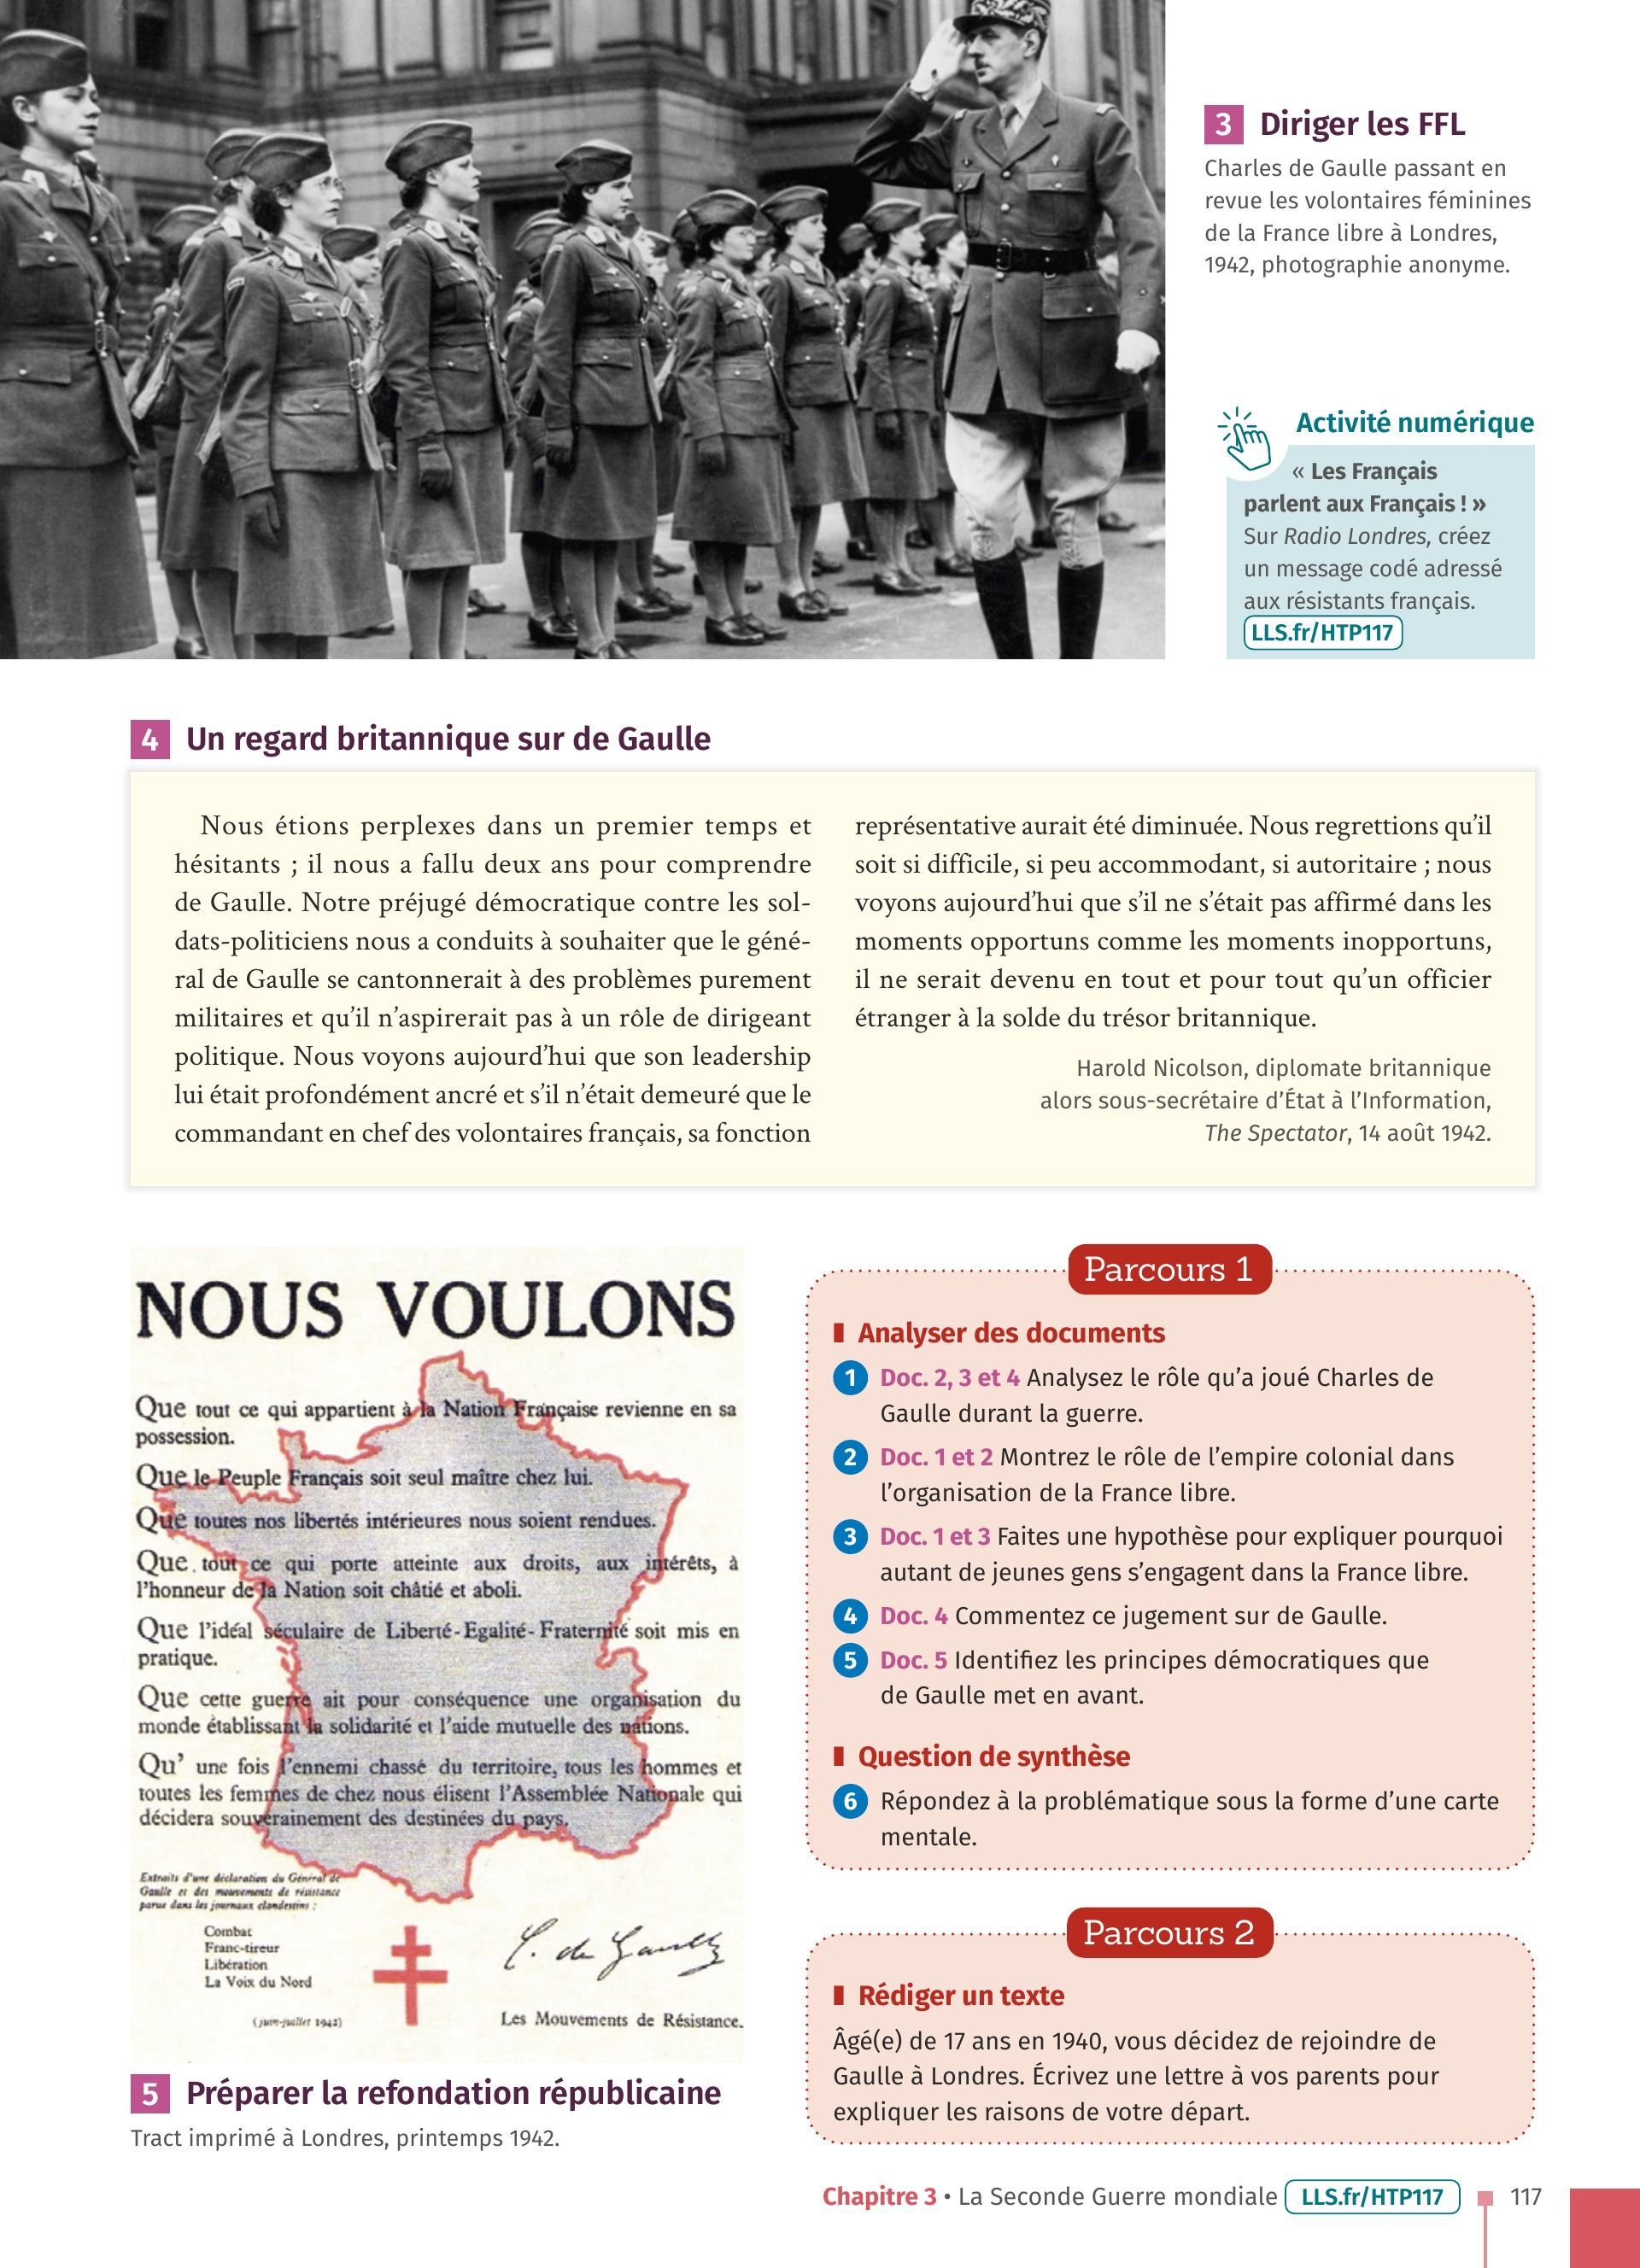 3 Diriger les FFL
Charles de Gaulle passant en
revue les volontaires féminines
de la France libre à Londres,
1942, photographie anonyme.
Activité numérique
« Les Français
parlent aux Français ! »
Sur Radio Londres, créez
un message codé adressé
aux résistants français.
LLS.fr/HTP117
4 Un regard britannique sur de Gaulle
Nous étions perplexes dans un premier temps et
hésitants ; il nous a fallu deux ans pour comprendre
de Gaulle. Notre préjugé démocratique contre les sol-
dats-politiciens nous a conduits à souhaiter que le géné-
ral de Gaulle se cantonnerait à des problèmes purement
militaires et qu'il n'aspirerait pas à un rôle de dirigeant
politique. Nous voyons aujourd'hui que son leadership
lui était profondément ancré et s'il n'était demeuré que le
commandant en chef des volontaires français, sa fonction
représentative aurait été diminuée. Nous regrettions qu'il
soit si difficile, si peu accommodant, si autoritaire ; nous
voyons aujourd'hui que s'il ne s'était pas affirmé dans les
moments opportuns comme les moments inopportuns,
il ne serait devenu en tout et pour tout qu'un officier
étranger à la solde du trésor britannique.
Harold Nicolson, diplomate britannique
alors sous-secrétaire d'État à l'Information,
The Spectator, 14 août 1942.
NOUS VOULONS
Que tout ce qui appartient à la Nation Française revienne en sa
possession.
Que le Peuple Français soit seul maître chez lui.
Que toutes nos libertés intérieures nous soient rendues.
Que tout ce qui porte atteinte aux droits, aux intérêts, à
l'honneur de la Nation soit châtié et aboli.
Que l'idéal séculaire de Liberté-Egalité-Fraternité soit mis en
pratique.
Que cette guerre ait pour conséquence une organisation du
monde établissant la solidarité et l'aide mutuelle des nations.
Qu' une fois l'ennemi chassé du territoire, tous les hommes et
toutes les femmes de chez nous élisent l'Assemblée Nationale qui
décidera souverainement des destinées du pays.
Extraits d'une déclaration du Général de
Gaulle et des mouvements de résistance
parue dans les journaux clandestins :
Combat
Franc-tireur
Libération
La Voix du Nord
(juin-juillet 1942)
C. de Gaulle
Les Mouvements de Résistance.
5 Préparer la refondation républicaine
Tract imprimé à Londres, printemps 1942.
Parcours 1
Analyser des documents
1 Doc. 2, 3 et 4 Analysez le rôle qu'a joué Charles de
Gaulle durant la guerre.
2 Doc. 1 et 2 Montrez le rôle de l'empire colonial dans
l'organisation de la France libre.
3 Doc. 1 et 3 Faites une hypothèse pour expliquer pourquoi
autant de jeunes gens s'engagent dans la France libre.
4 Doc. 4 Commentez ce jugement sur de Gaulle.
5 Doc. 5 Identifiez les principes démocratiques que
de Gaulle met en avant.
Question de synthèse
6 Répondez à la problématique sous la forme d'une carte
mentale.
Parcours 2
Rédiger un texte
Âgé(e) de 17 ans en 1940, vous décidez de rejoindre de
Gaulle à Londres. Écrivez une lettre à vos parents pour
expliquer les raisons de votre départ.
Chapitre 3 • La Seconde Guerre mondiale LLS.fr/HTP117 117